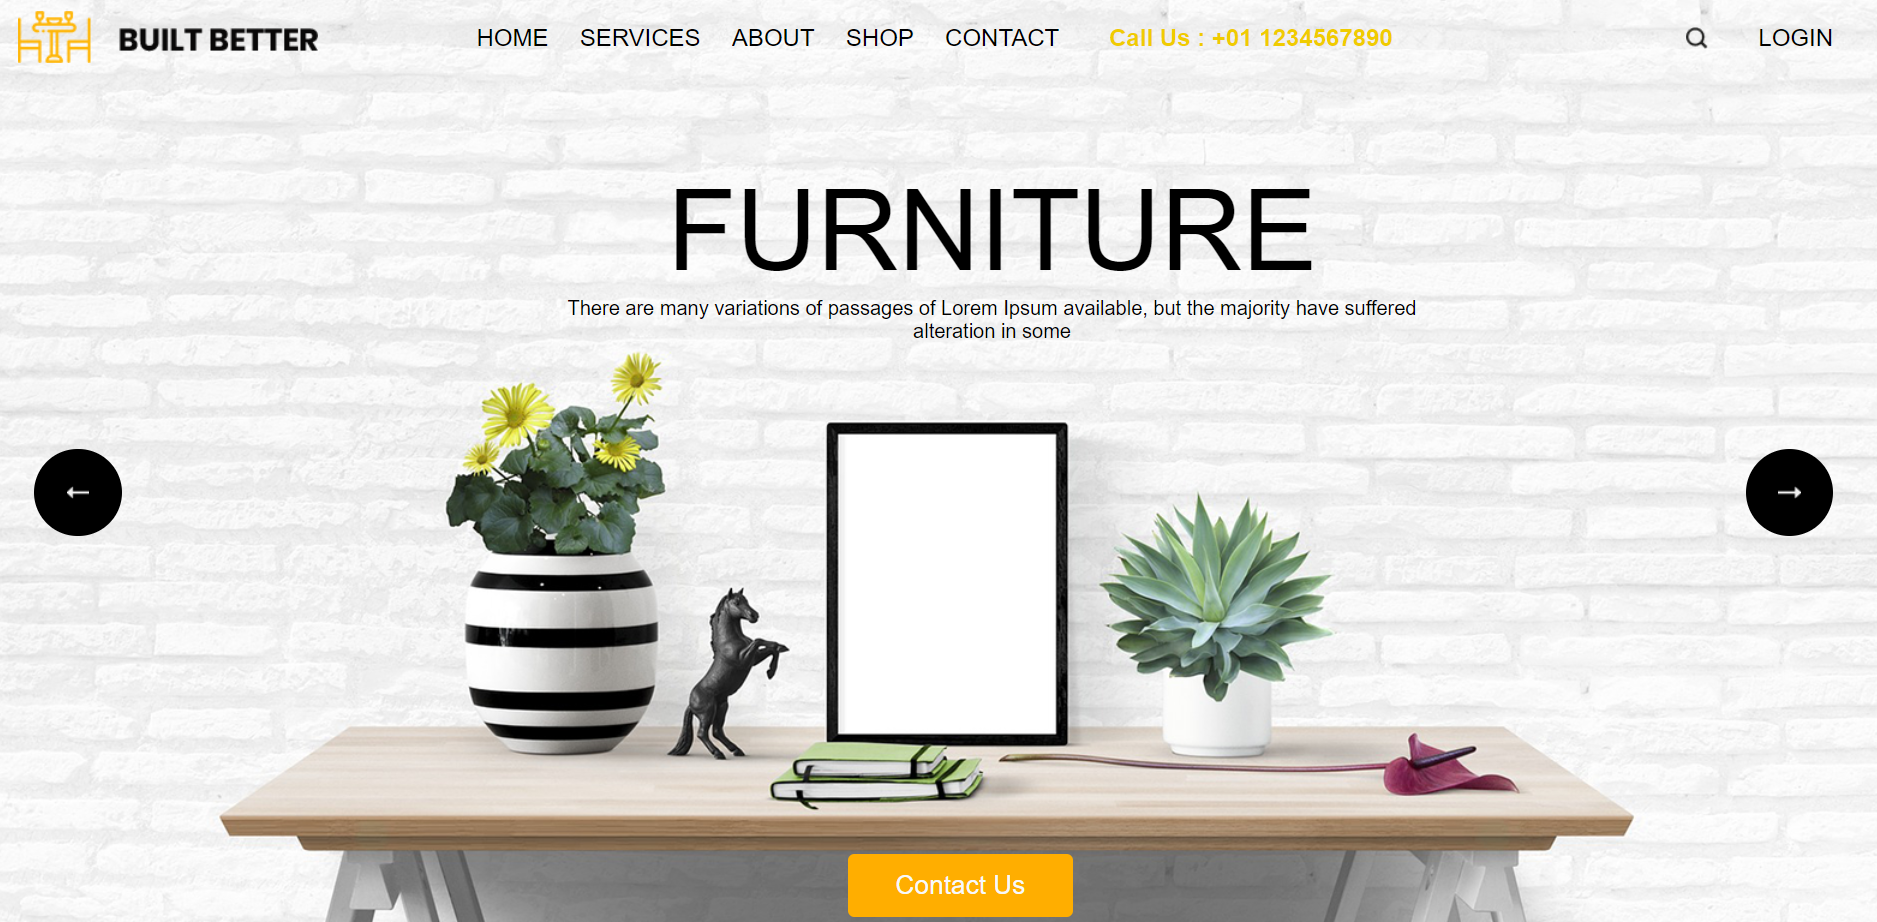 BUILT BETTER
HOME SERVICES ABOUT SHOP CONTACT Call Us : +01 1234567890 LOGIN
FURNITURE
There are many variations of passages of Lorem Ipsum available, but the majority have suffered
alteration in some
Contact Us